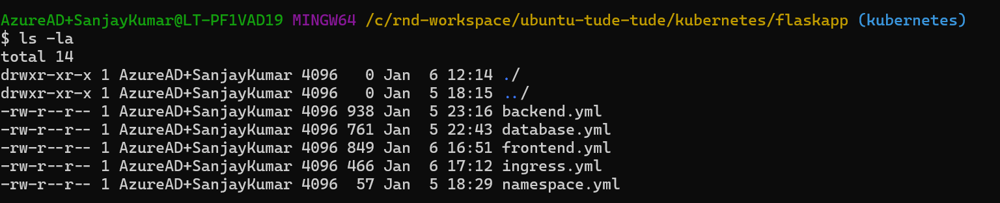 AzureAD+SanjayKumar@LT-PF1VAD19 MINGW64 /c/rnd-workspace/ubuntu-tude-tude/kubernetes/flaskapp (kubernetes)
$ ls -la
total 14
drwxr-xr-x 1 AzureAD+SanjayKumar 4096   0 Jan  6 12:14 ./
drwxr-xr-x 1 AzureAD+SanjayKumar 4096   0 Jan  5 18:15 ../
-rw-r--r-- 1 AzureAD+SanjayKumar 4096 938 Jan  5 23:16 backend.yml
-rw-r--r-- 1 AzureAD+SanjayKumar 4096 761 Jan  5 22:43 database.yml
-rw-r--r-- 1 AzureAD+SanjayKumar 4096 849 Jan  6 16:51 frontend.yml
-rw-r--r-- 1 AzureAD+SanjayKumar 4096 466 Jan  6 17:12 ingress.yml
-rw-r--r-- 1 AzureAD+SanjayKumar 4096  57 Jan  5 18:29 namespace.yml